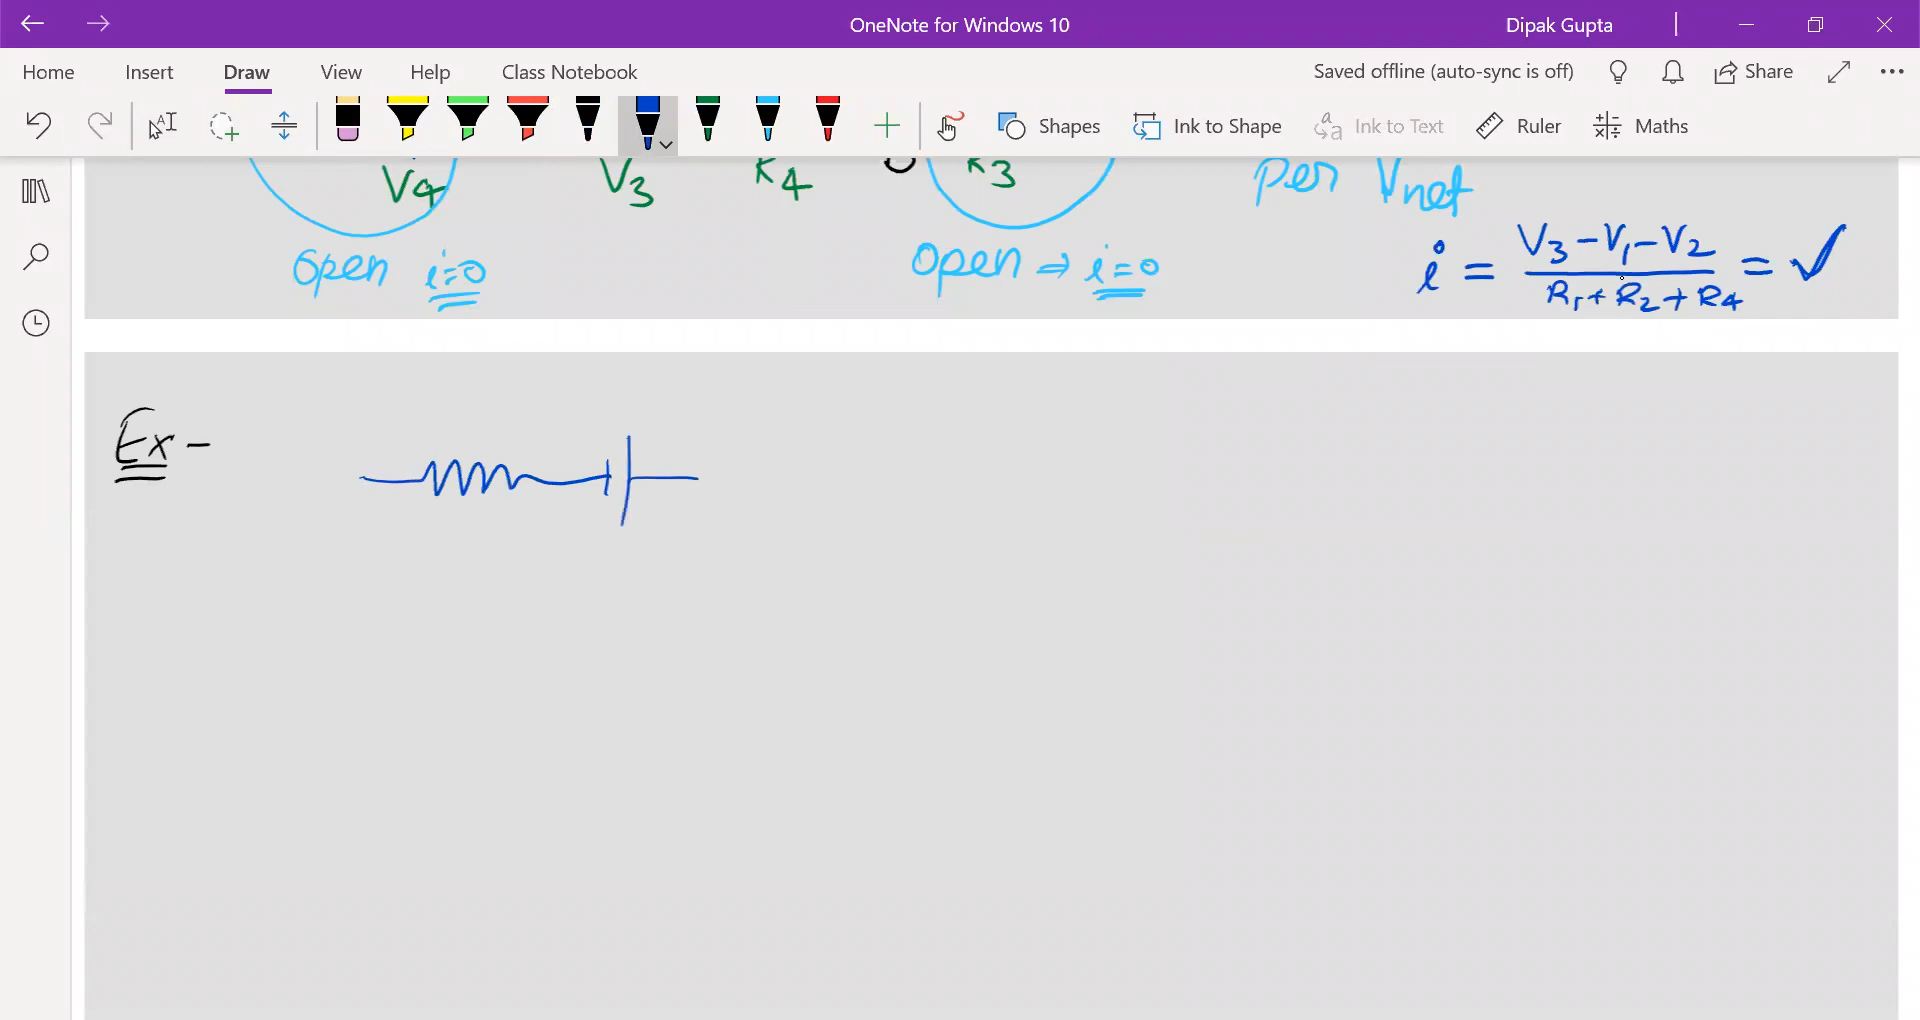 OneNote for Windows 10
Dipak Gupta
Home Insert Draw View Help Class Notebook
Saved offline (auto-sync is off) Share
Shapes Ink to Shape Ink to Text Ruler Maths
V4 V3 R4 R3 per Vnet
Open i=0
Open ⇒ i=0
i = V3 - V1 - V2 / R1 + R2 + R4 = ✓
Ex -